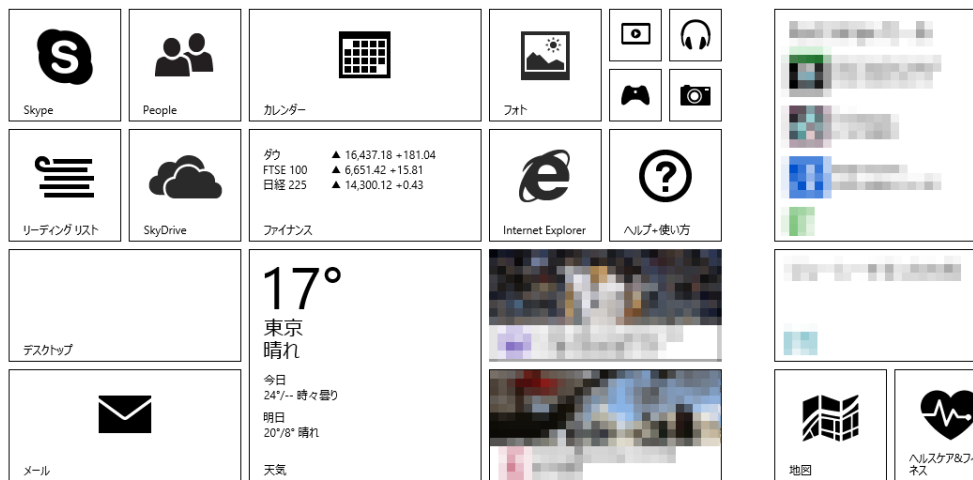 Skype
People
カレンダー
フォト
リーディング リスト
SkyDrive
ダウ ▲ 16,437.18 +181.04
FTSE 100 ▲ 6,651.42 +15.81
日経 225 ▲ 14,300.12 +0.43
ファイナンス
Internet Explorer
ヘルプ+使い方
デスクトップ
17°
東京
晴れ
今日
24°/-- 時々曇り
明日
20°/8° 晴れ
天気
メール
地図
ヘルスケア&フィ
ネス